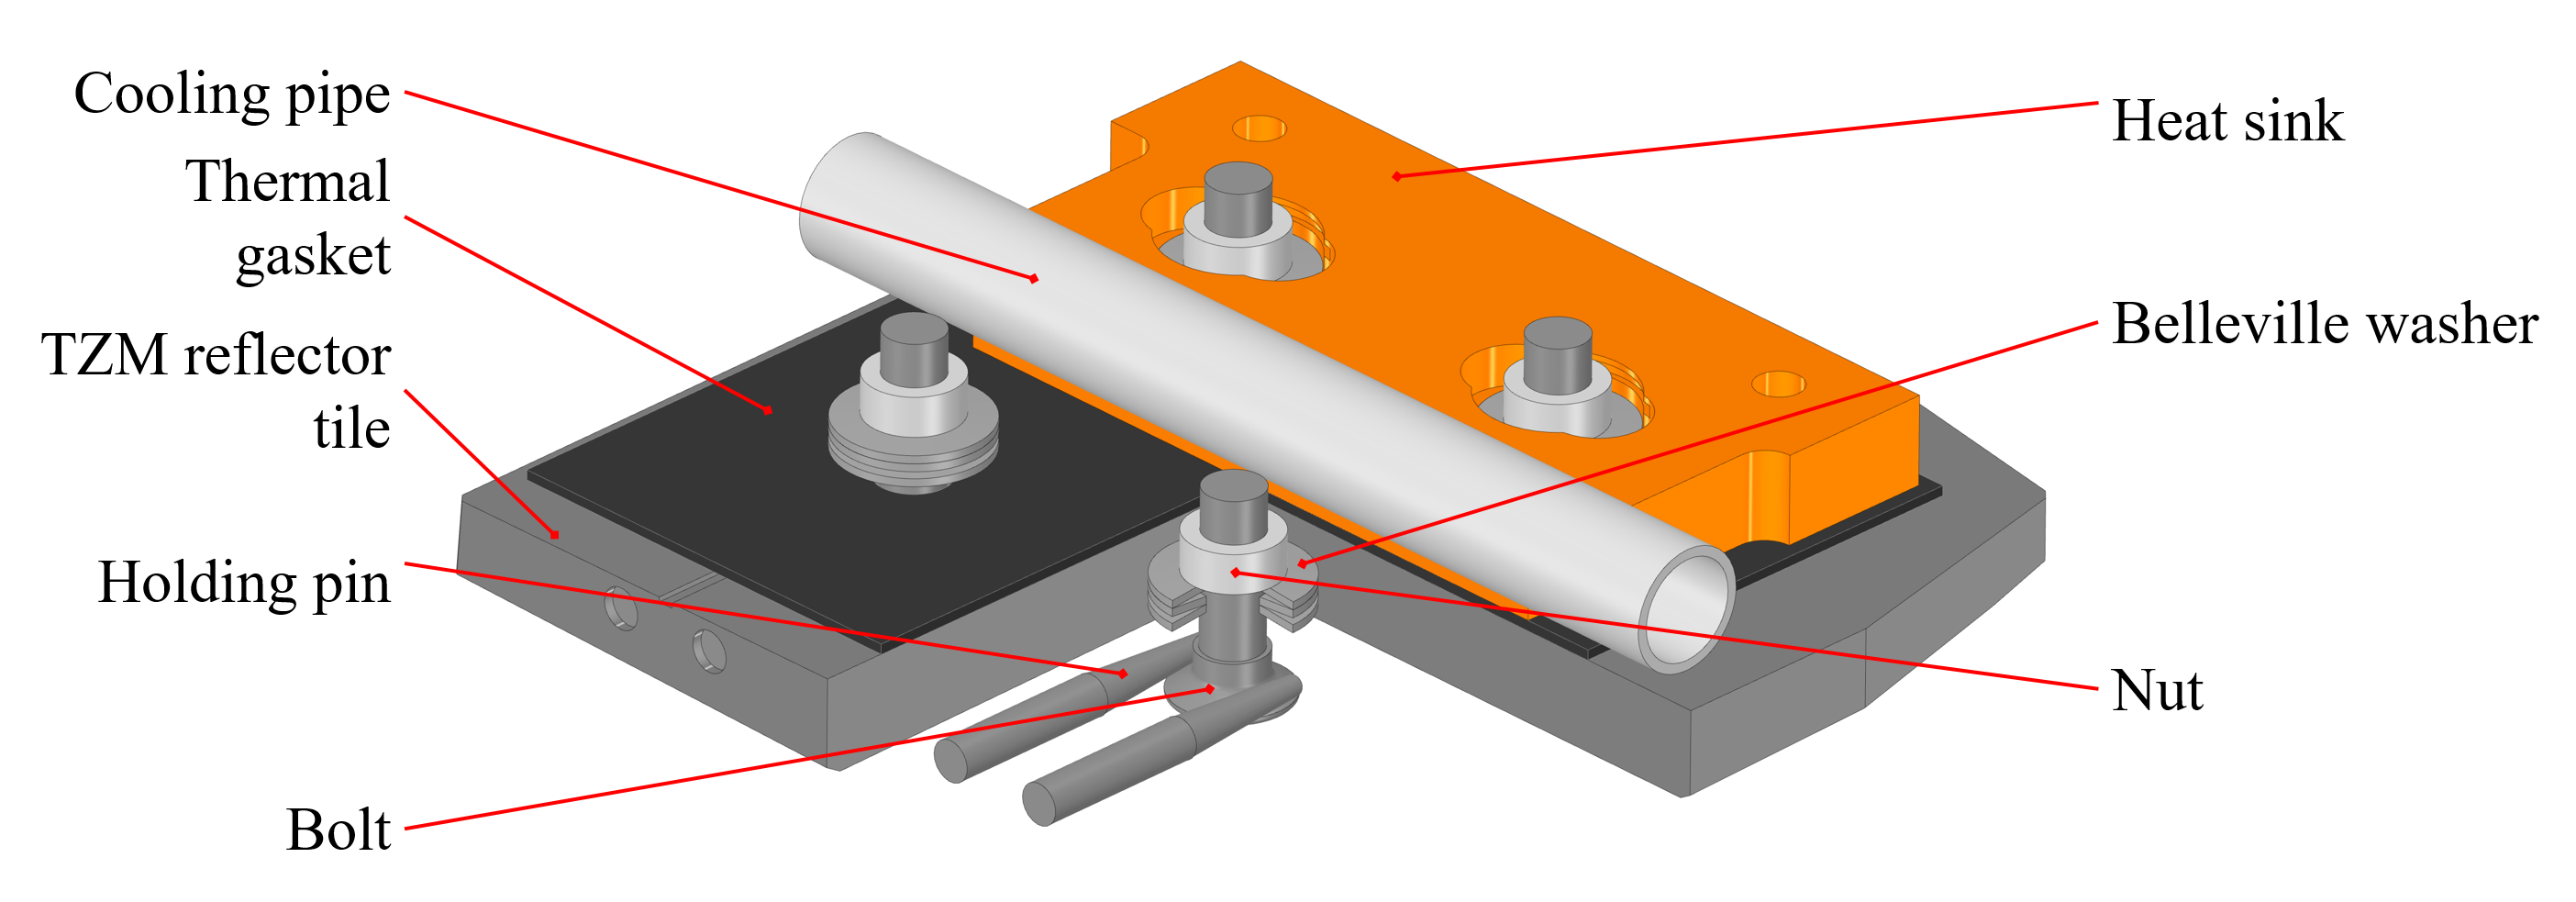 Cooling pipe
Thermal
gasket
TZM reflector
tile
Holding pin
Bolt
Heat sink
Belleville washer
Nut